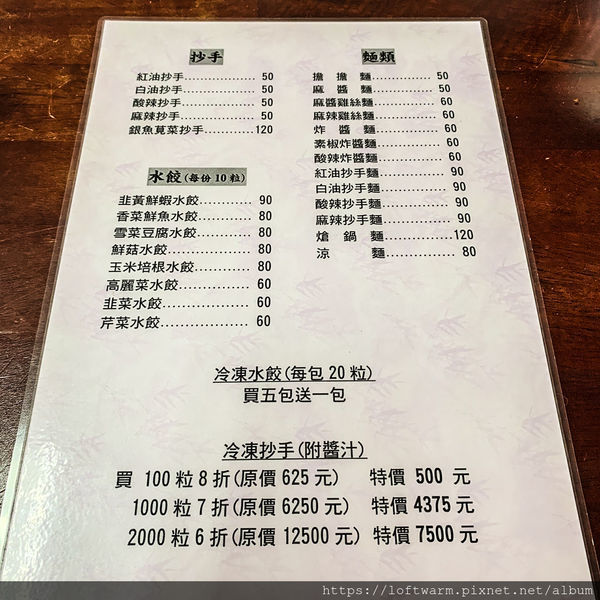 抄手
紅油抄手................ 50
白油抄手................ 50
酸辣抄手................ 50
麻辣抄手................ 50
銀魚莧菜抄手............120
水餃(每份10粒)
韭黃鮮蝦水餃............ 90
香菜鮮魚水餃............ 80
雪菜豆腐水餃............ 80
鮮菇水餃................ 80
玉米培根水餃............ 80
高麗菜水餃.............. 60
韭菜水餃................ 60
芹菜水餃................ 60
麵類
擔擔麵.............. 50
麻醬麵.............. 50
麻醬雞絲麵.............. 60
麻辣雞絲麵.............. 60
炸醬麵.............. 60
素椒炸醬麵.............. 60
酸辣炸醬麵.............. 60
紅油抄手麵.............. 90
白油抄手麵.............. 90
酸辣抄手麵.............. 90
麻辣抄手麵.............. 90
熗鍋麵..............120
涼麵.............. 80
冷凍水餃(每包20粒)
買五包送一包
冷凍抄手(附醬汁)
買 100粒8折(原價625元) 特價 500 元
1000粒7折(原價6250元) 特價 4375 元
2000粒6折(原價12500元) 特價 7500 元
https://loftwarm.pixnet.net/album